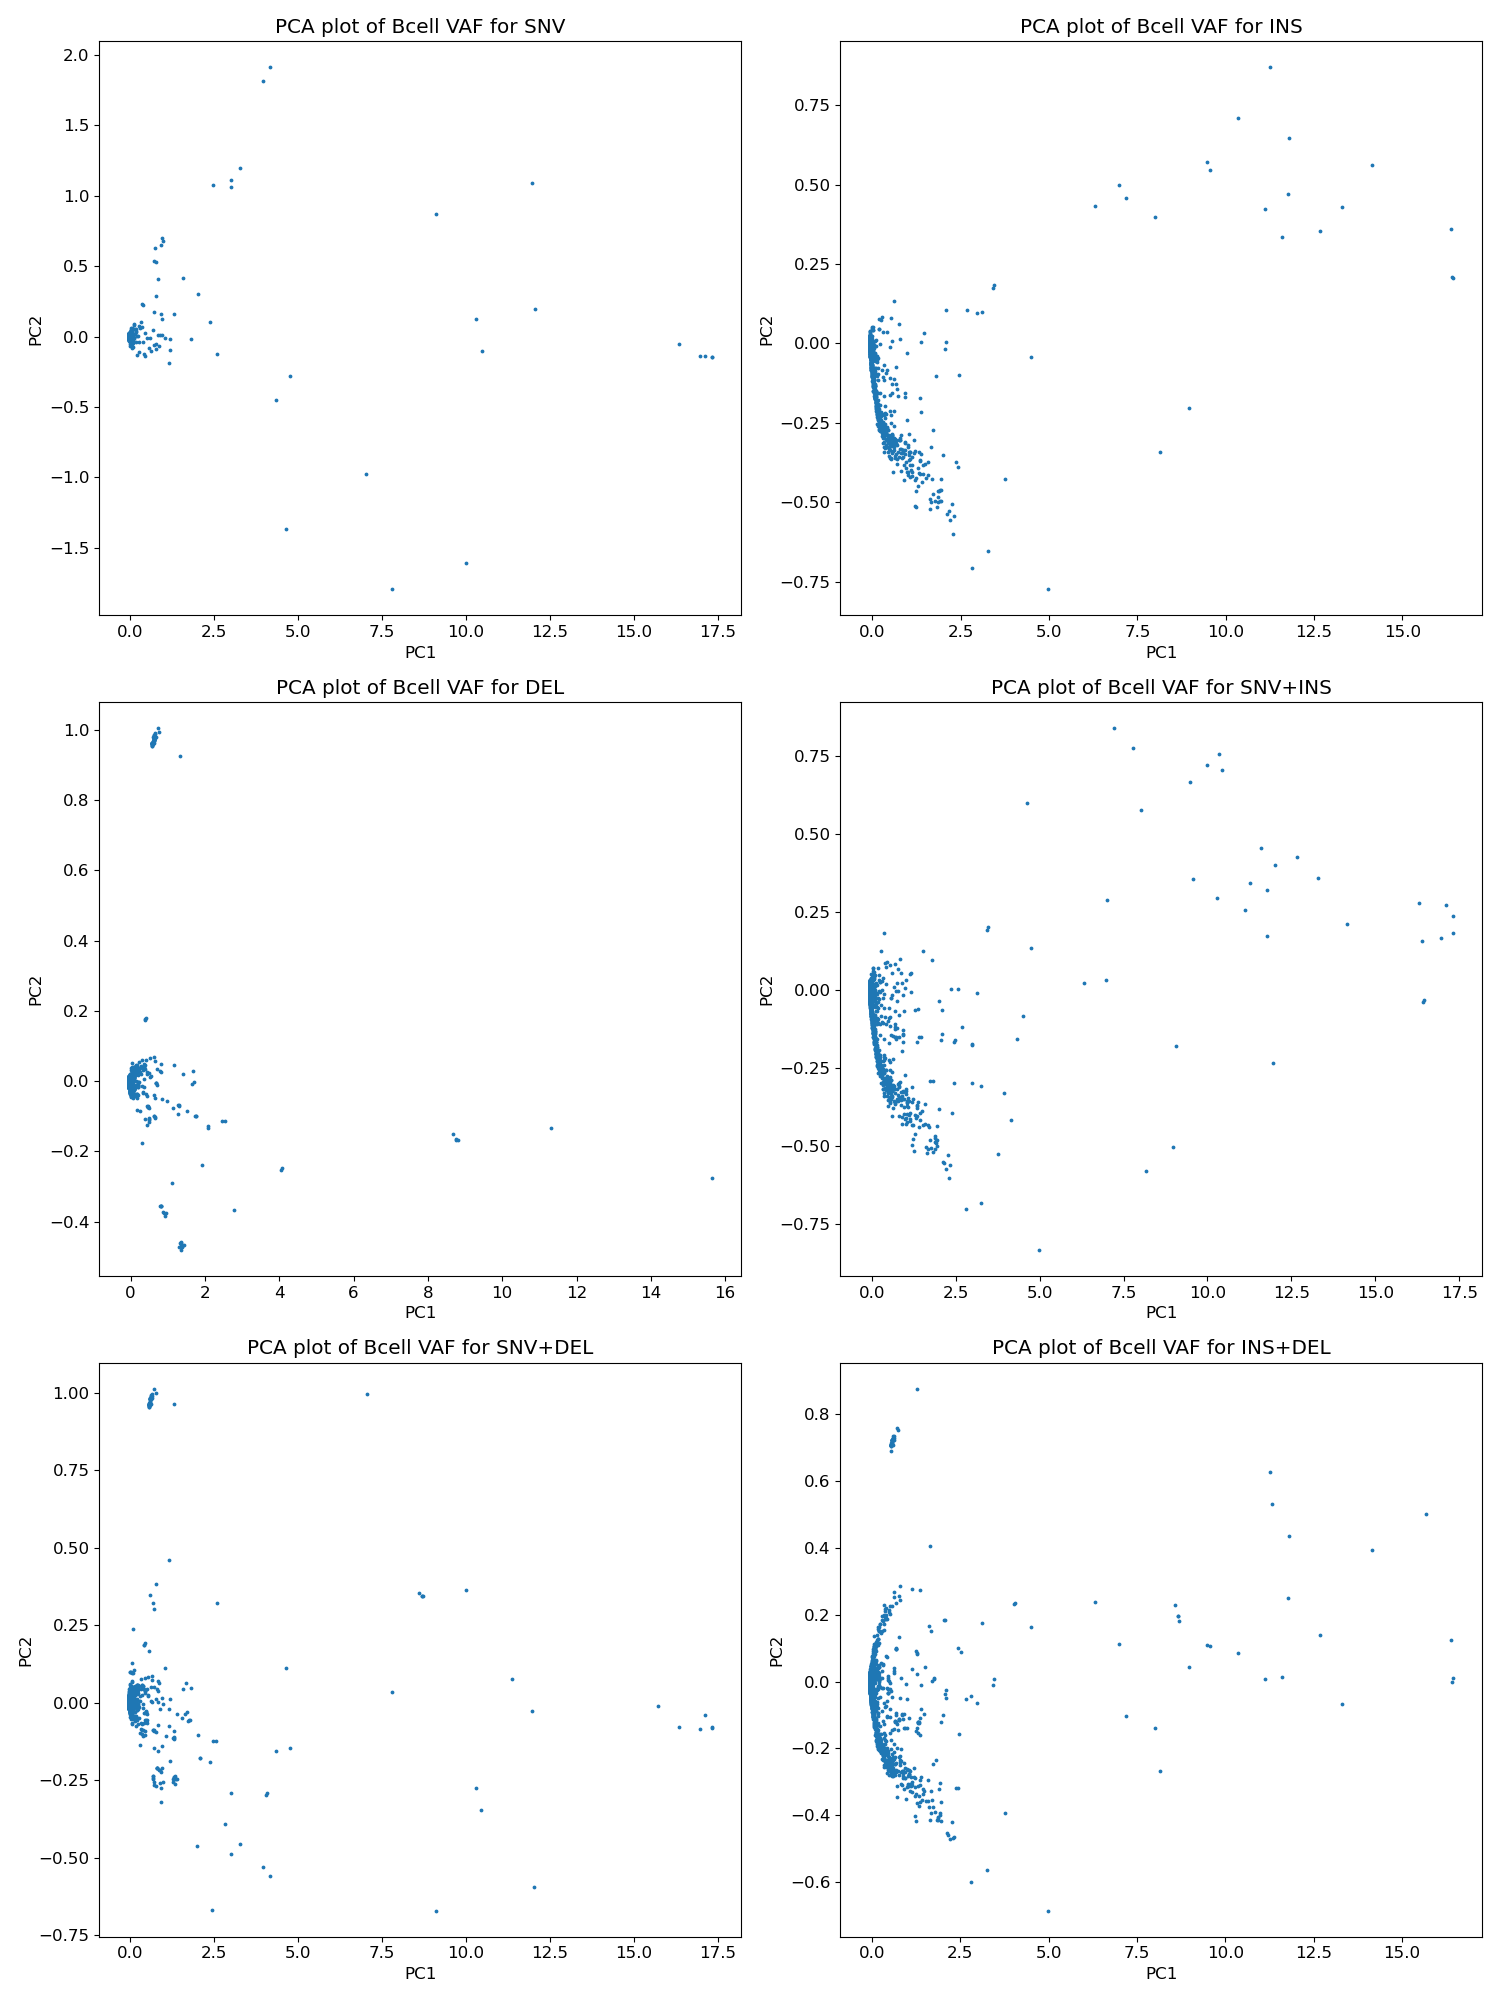 PCA plot of Bcell VAF for SNV
2.0
1.5
1.0
0.5
0.0
−0.5
−1.0
−1.5
PC2
0.0 2.5 5.0 7.5 10.0 12.5 15.0 17.5
PC1
PCA plot of Bcell VAF for INS
0.75
0.50
0.25
0.00
−0.25
−0.50
−0.75
PC2
0.0 2.5 5.0 7.5 10.0 12.5 15.0
PC1
PCA plot of Bcell VAF for DEL
1.0
0.8
0.6
0.4
0.2
0.0
−0.2
−0.4
PC2
0 2 4 6 8 10 12 14 16
PC1
PCA plot of Bcell VAF for SNV+INS
0.75
0.50
0.25
0.00
−0.25
−0.50
−0.75
PC2
0.0 2.5 5.0 7.5 10.0 12.5 15.0 17.5
PC1
PCA plot of Bcell VAF for SNV+DEL
1.00
0.75
0.50
0.25
0.00
−0.25
−0.50
−0.75
PC2
0.0 2.5 5.0 7.5 10.0 12.5 15.0 17.5
PC1
PCA plot of Bcell VAF for INS+DEL
0.8
0.6
0.4
0.2
0.0
−0.2
−0.4
−0.6
PC2
0.0 2.5 5.0 7.5 10.0 12.5 15.0
PC1